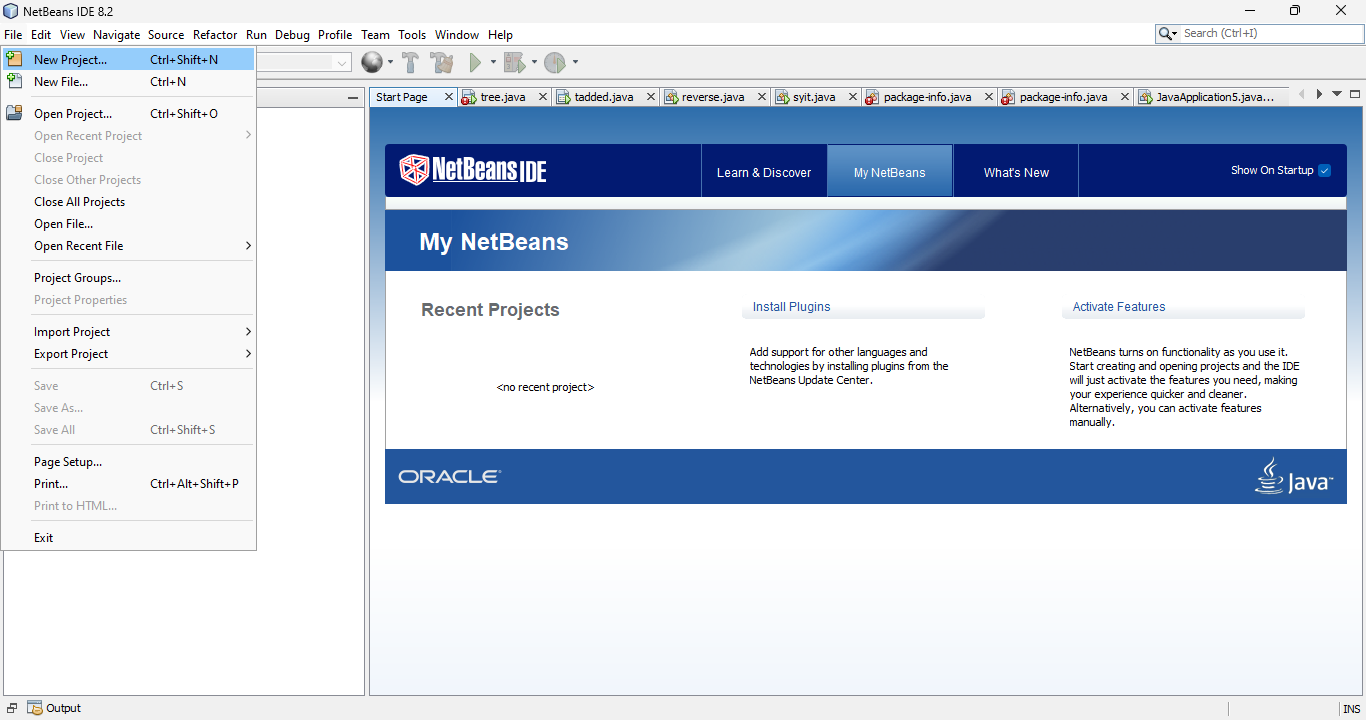 NetBeans IDE 8.2
File Edit View Navigate Source Refactor Run Debug Profile Team Tools Window Help
Search (Ctrl+I)
New Project... Ctrl+Shift+N
New File... Ctrl+N
Open Project... Ctrl+Shift+O
Open Recent Project
Close Project
Close Other Projects
Close All Projects
Open File...
Open Recent File
Project Groups...
Project Properties
Import Project
Export Project
Save Ctrl+S
Save As...
Save All Ctrl+Shift+S
Page Setup...
Print... Ctrl+Alt+Shift+P
Print to HTML...
Exit
Start Page tree.java tadded.java reverse.java syit.java package-info.java package-info.java JavaApplication5.java...
NetBeans IDE
Learn & Discover My NetBeans What's New Show On Startup
My NetBeans
Recent Projects
<no recent project>
Install Plugins
Add support for other languages and
technologies by installing plugins from the
NetBeans Update Center.
Activate Features
NetBeans turns on functionality as you use it.
Start creating and opening projects and the IDE
will just activate the features you need, making
your experience quicker and cleaner.
Alternatively, you can activate features
manually.
ORACLE
Java
Output
INS